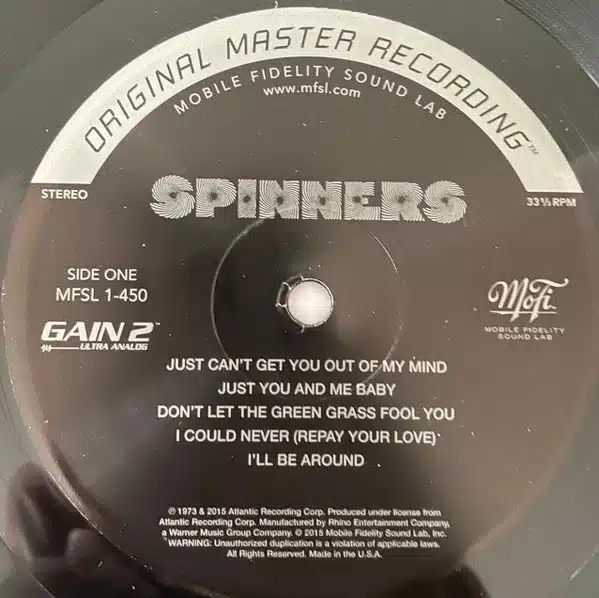 ORIGINAL MASTER RECORDING™
MOBILE FIDELITY SOUND LAB
www.mfsl.com
STEREO
SPINNERS
33⅓ RPM
SIDE ONE
MFSL 1-450
GAIN 2™
ULTRA ANALOG
MoFi
MOBILE FIDELITY
SOUND LAB
JUST CAN'T GET YOU OUT OF MY MIND
JUST YOU AND ME BABY
DON'T LET THE GREEN GRASS FOOL YOU
I COULD NEVER (REPAY YOUR LOVE)
I'LL BE AROUND
℗ 1973 & 2015 Atlantic Recording Corp. Produced under license from
Atlantic Recording Corp. Manufactured by Rhino Entertainment Company,
a Warner Music Group Company. © 2015 Mobile Fidelity Sound Lab, Inc.
WARNING: Unauthorized duplication is a violation of applicable laws.
All Rights Reserved. Made in the U.S.A.